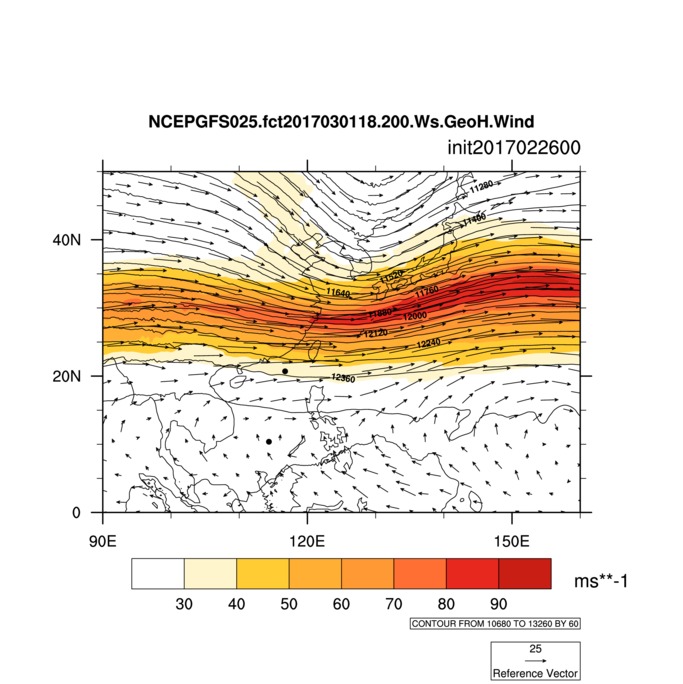 NCEPGFS025.fct2017030118.200.Ws.GeoH.Wind
init2017022600
11280
11400
40N
11520
11640
11760
11880
12000
12120
12240
20N
12360
0
90E 120E 150E
ms**-1
30 40 50 60 70 80 90
CONTOUR FROM 10680 TO 13260 BY 60
25
Reference Vector